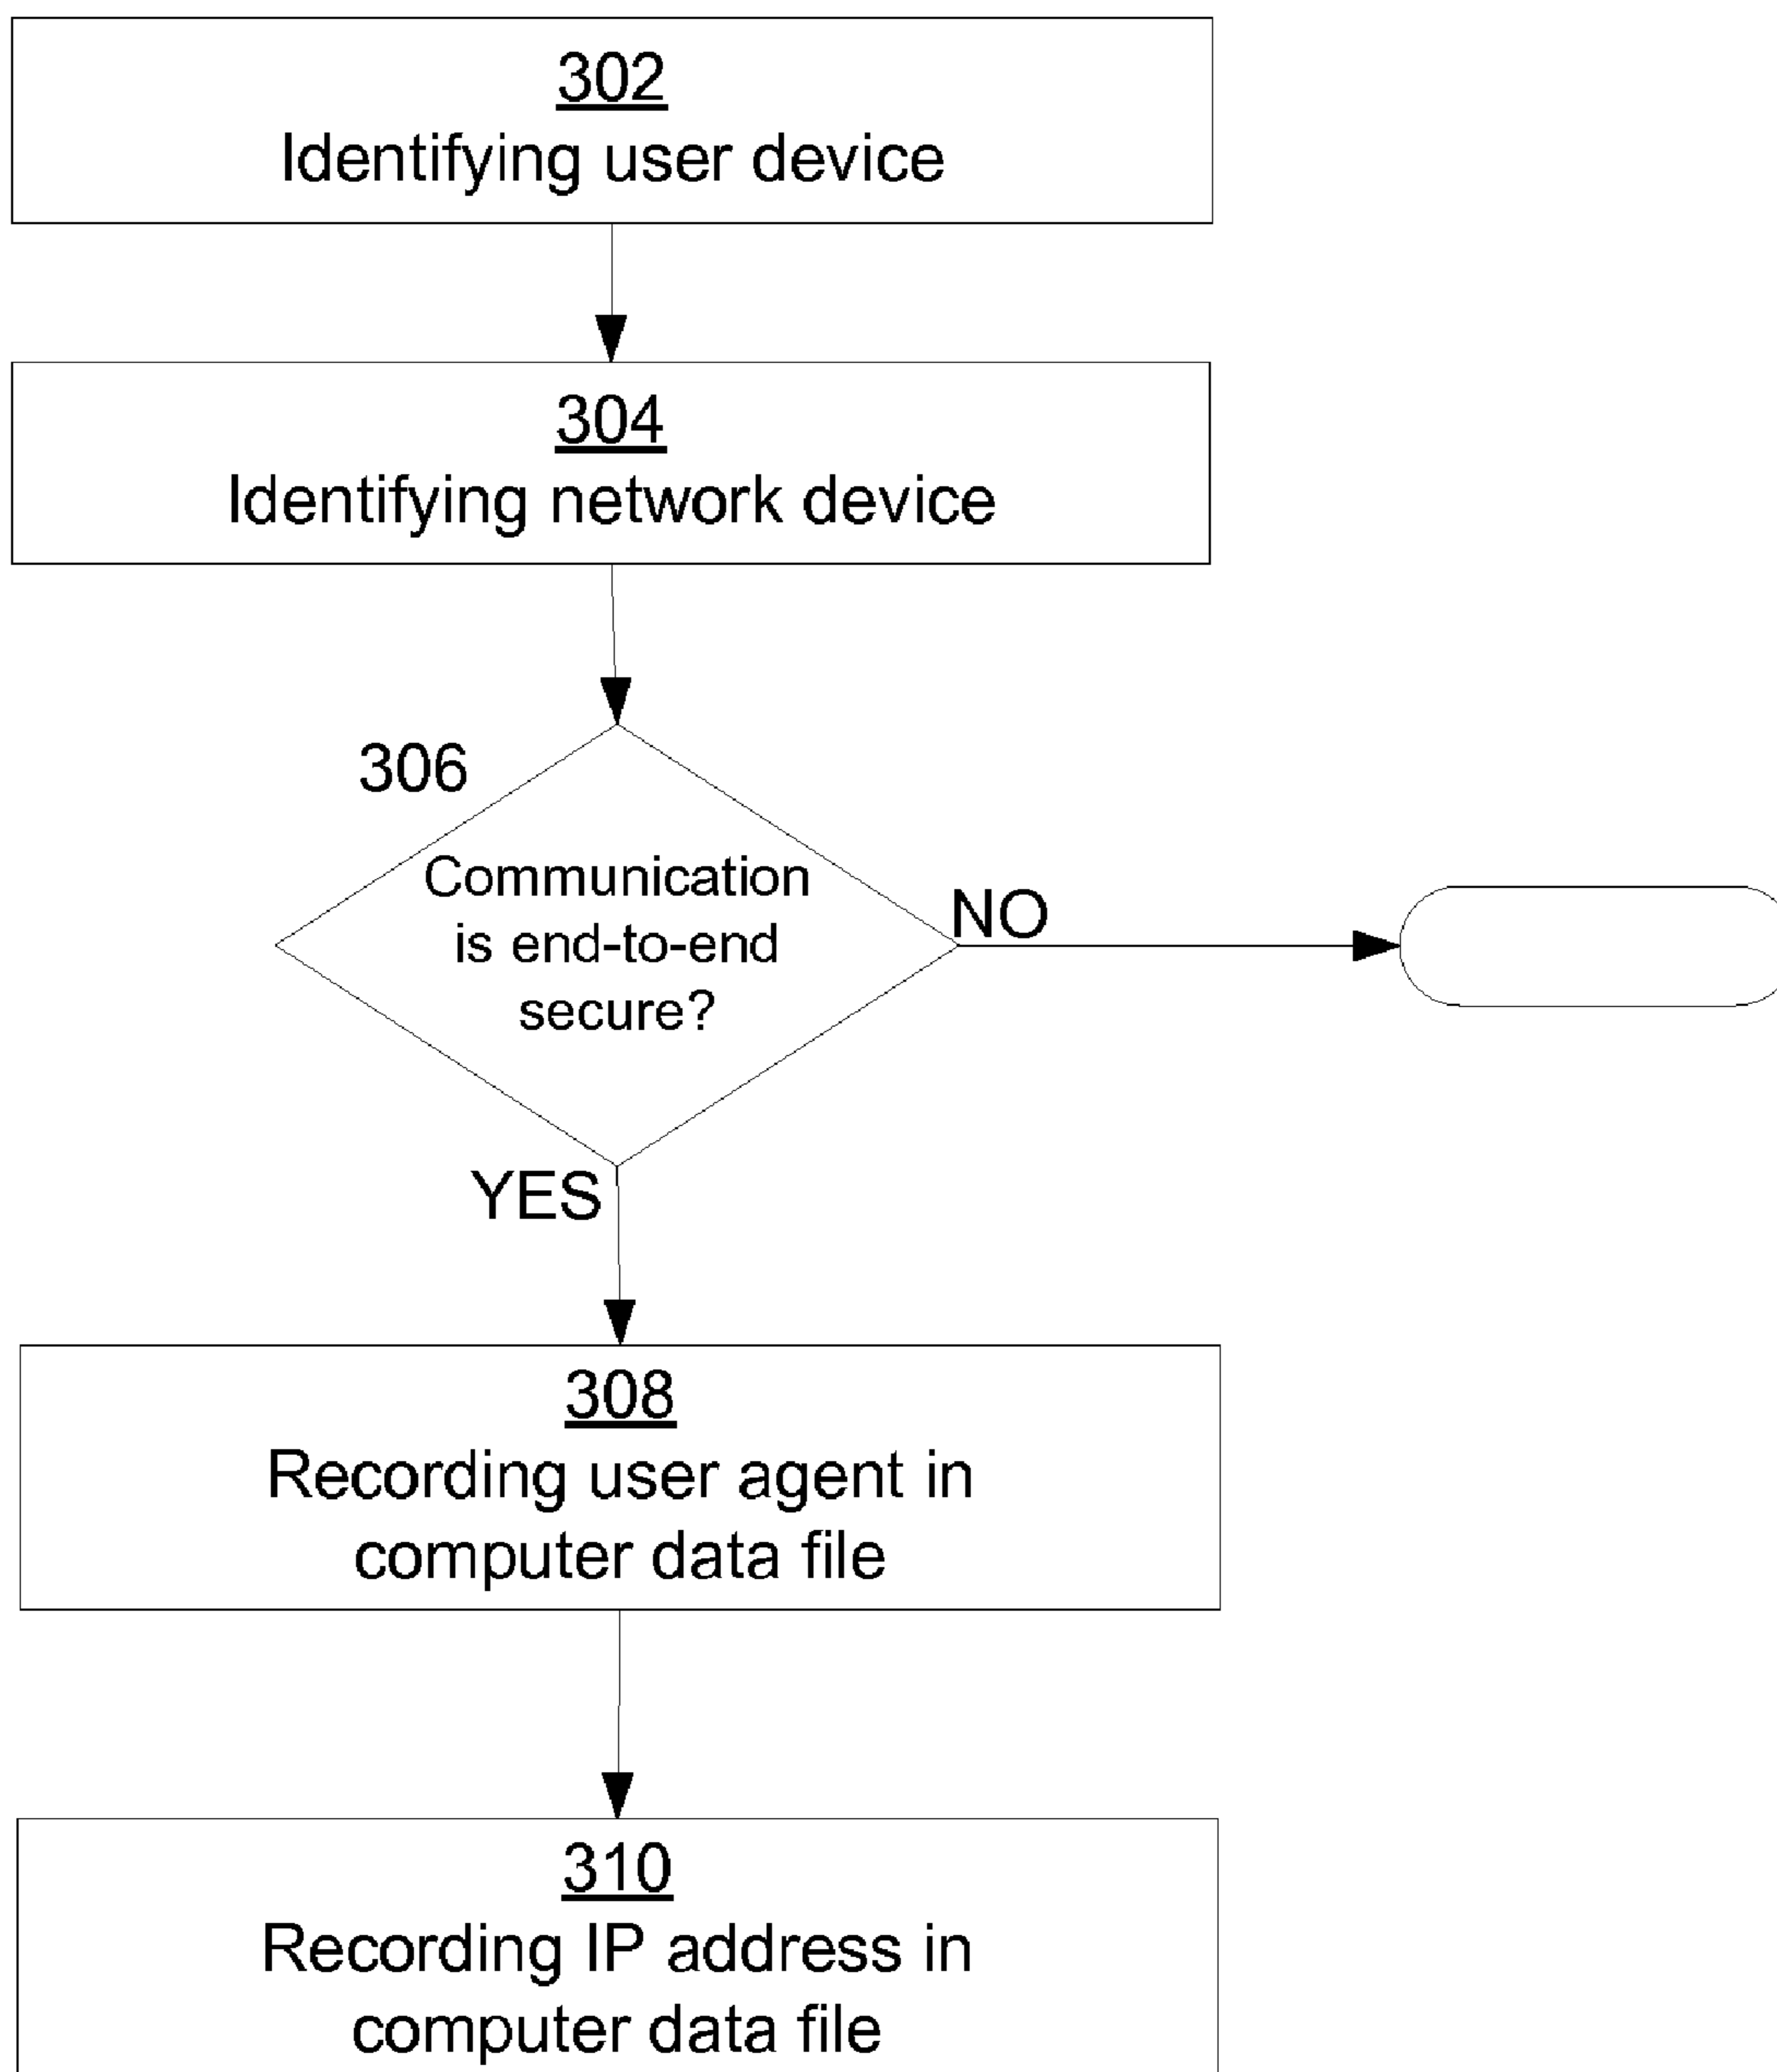 302
Identifying user device
304
Identifying network device
306
Communication
is end-to-end
secure?
NO
YES
308
Recording user agent in
computer data file
310
Recording IP address in
computer data file